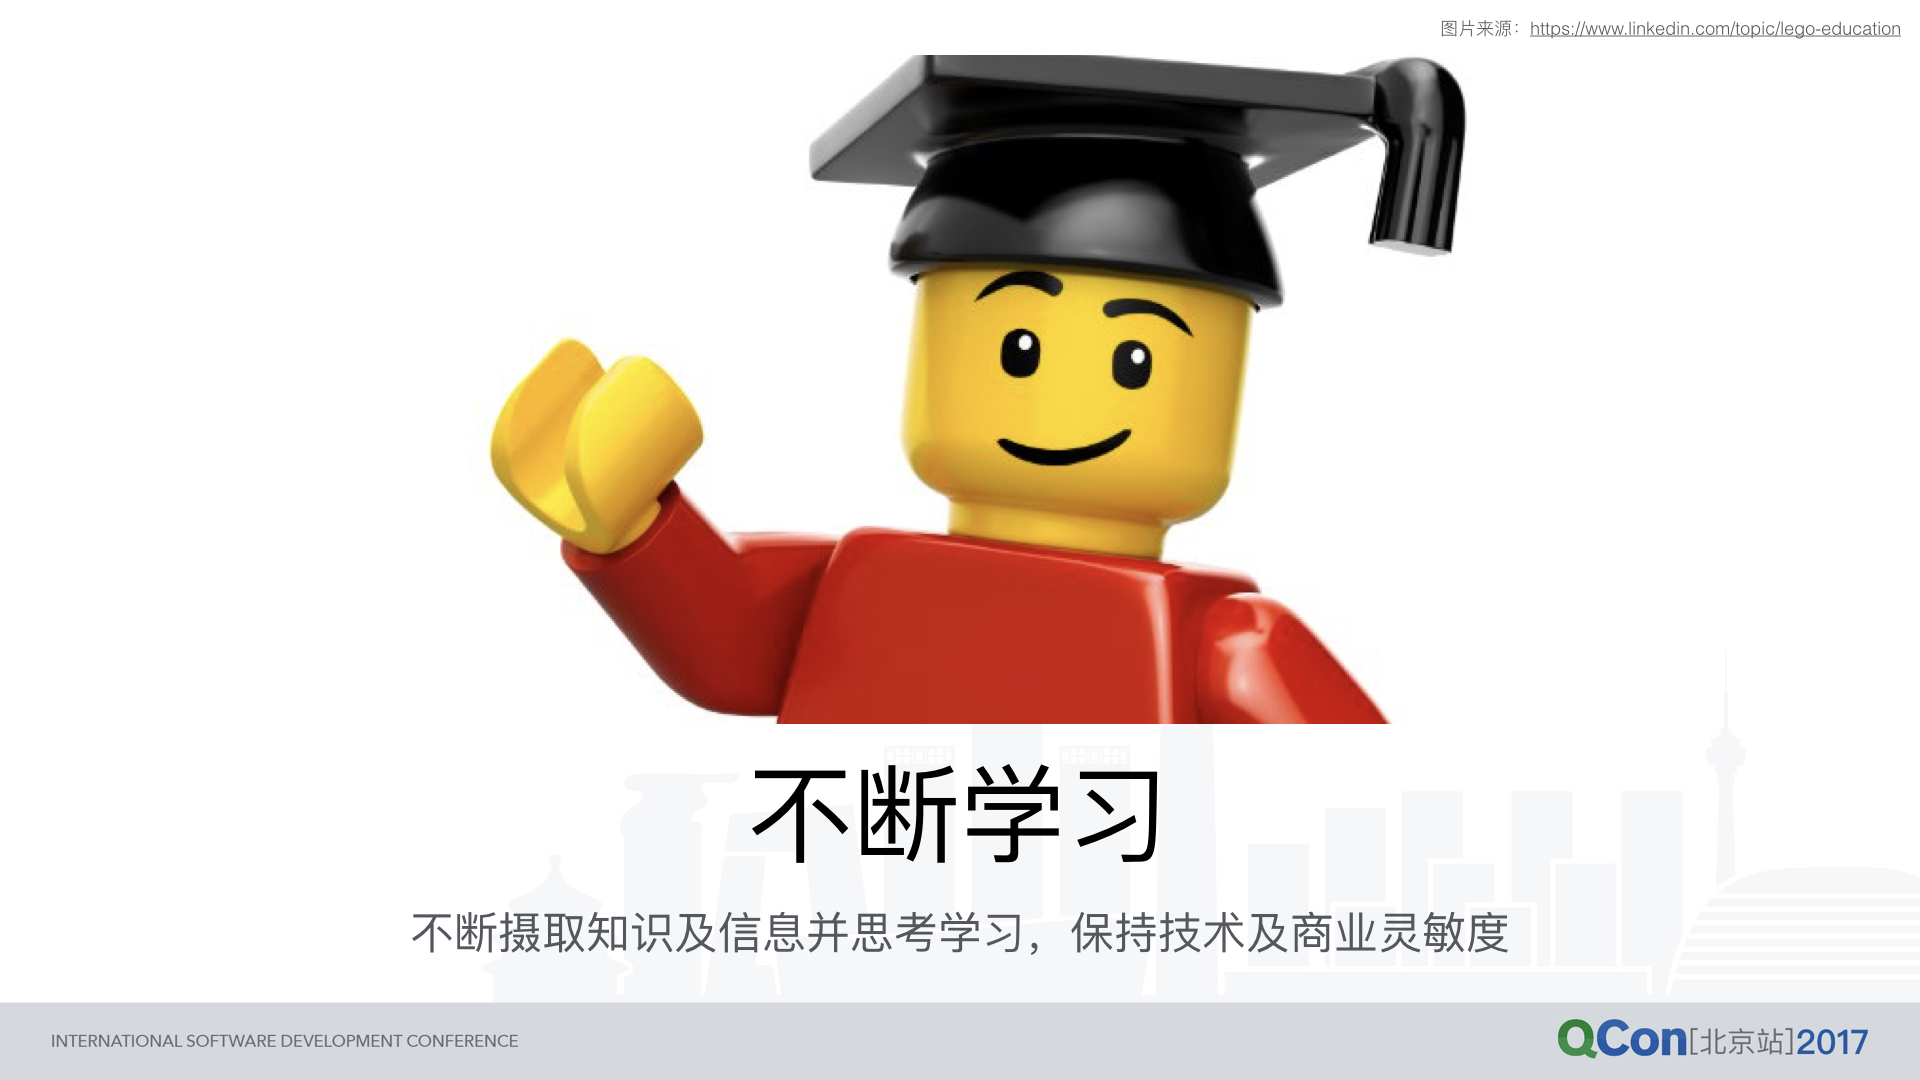 图片来源：https://www.linkedin.com/topic/lego-education
不断学习
不断摄取知识及信息并思考学习，保持技术及商业灵敏度
INTERNATIONAL SOFTWARE DEVELOPMENT CONFERENCE
QCon[北京站]2017